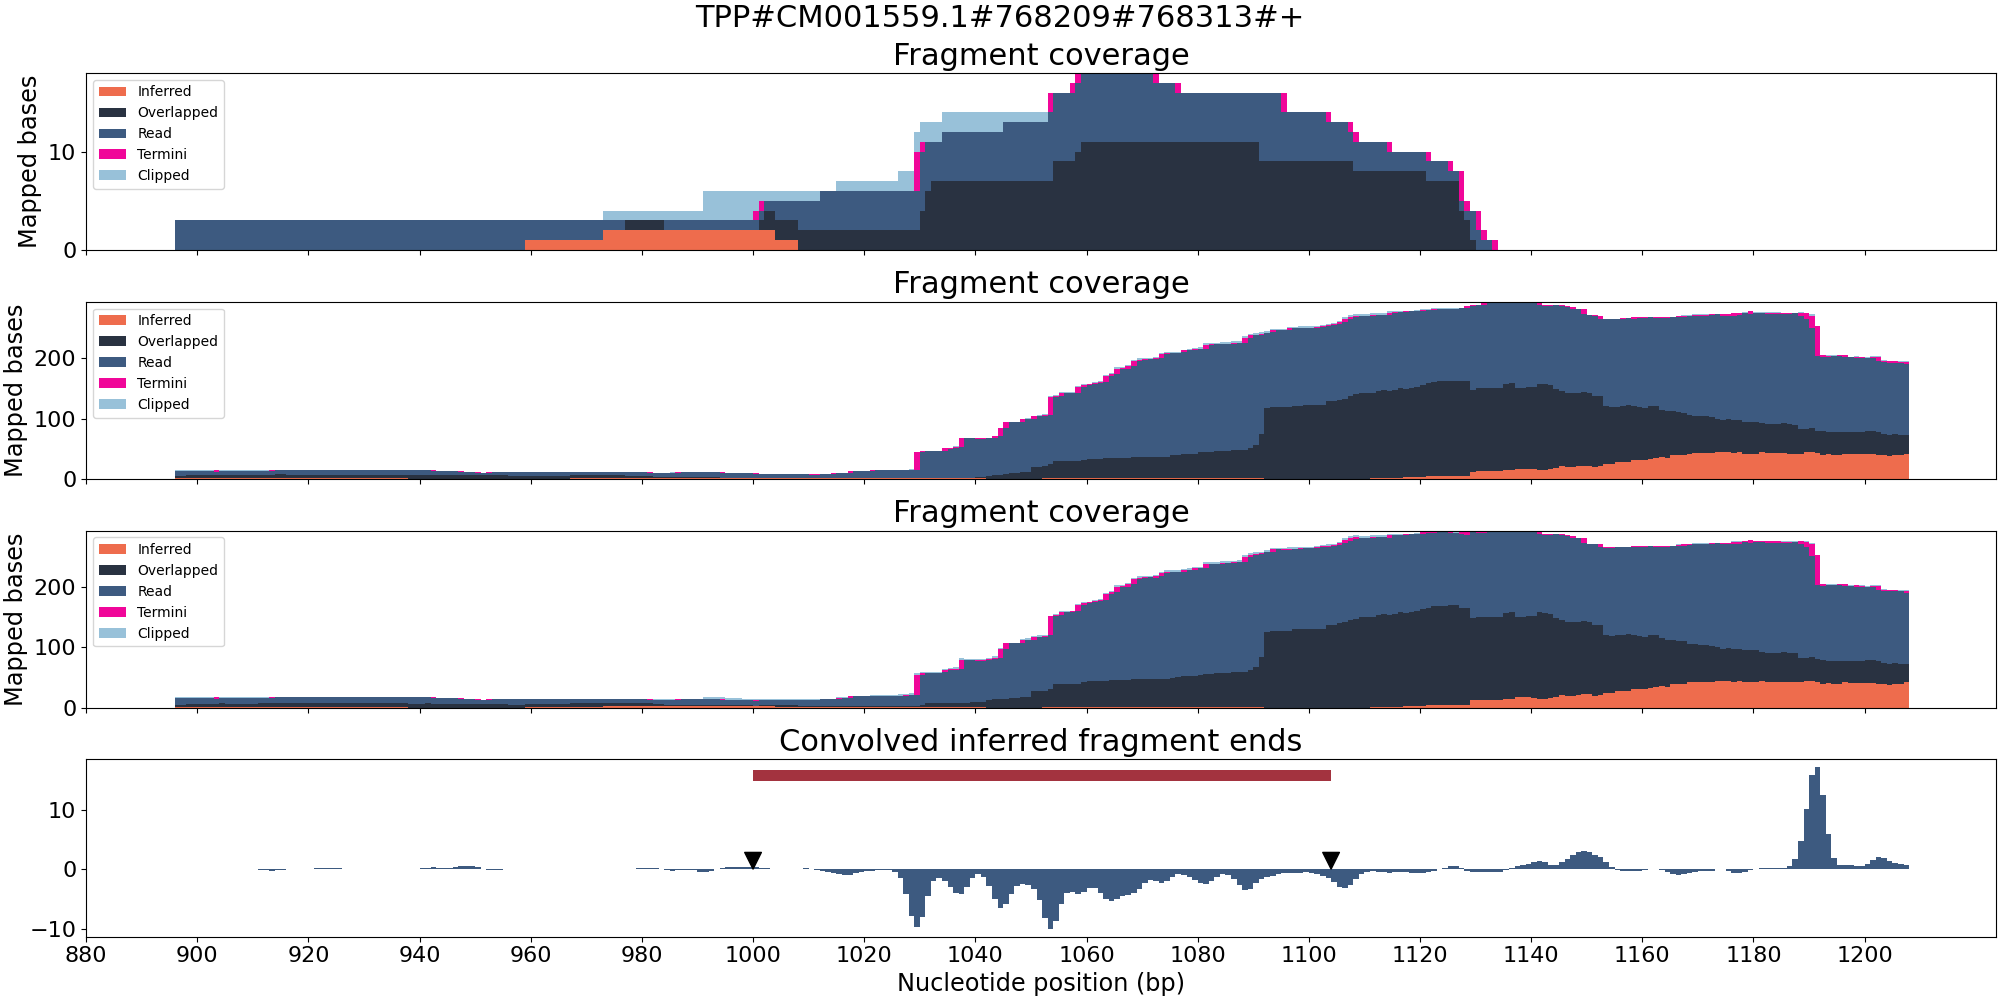 TPP#CM001559.1#768209#768313#+
Fragment coverage
Mapped bases
10
0
Inferred
Overlapped
Read
Termini
Clipped
Fragment coverage
Mapped bases
200
100
0
Inferred
Overlapped
Read
Termini
Clipped
Fragment coverage
Mapped bases
200
100
0
Inferred
Overlapped
Read
Termini
Clipped
Convolved inferred fragment ends
10
0
−10
880 900 920 940 960 980 1000 1020 1040 1060 1080 1100 1120 1140 1160 1180 1200
Nucleotide position (bp)